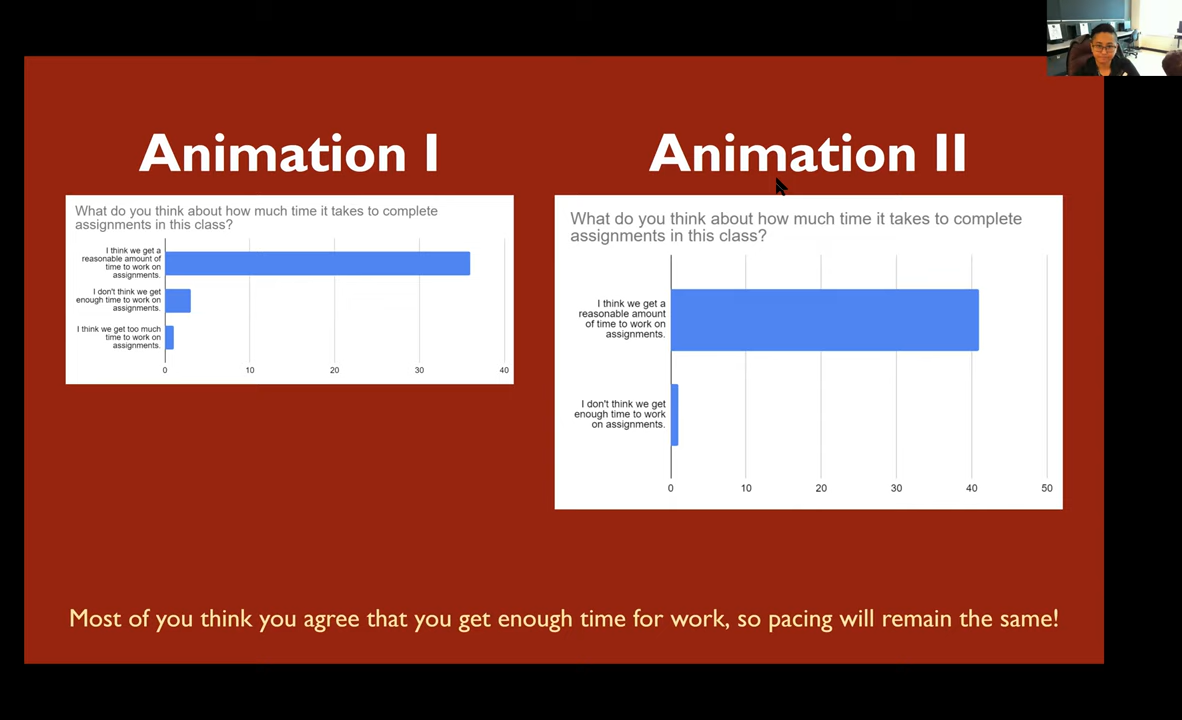 Animation I
What do you think about how much time it takes to complete
assignments in this class?
I think we get a
reasonable amount of
time to work on
assignments.
I don't think we get
enough time to work on
assignments.
I think we get too much
time to work on
assignments.
0 10 20 30 40
Animation II
What do you think about how much time it takes to complete
assignments in this class?
I think we get a
reasonable amount
of time to work on
assignments.
I don't think we get
enough time to work
on assignments.
0 10 20 30 40 50
Most of you think you agree that you get enough time for work, so pacing will remain the same!